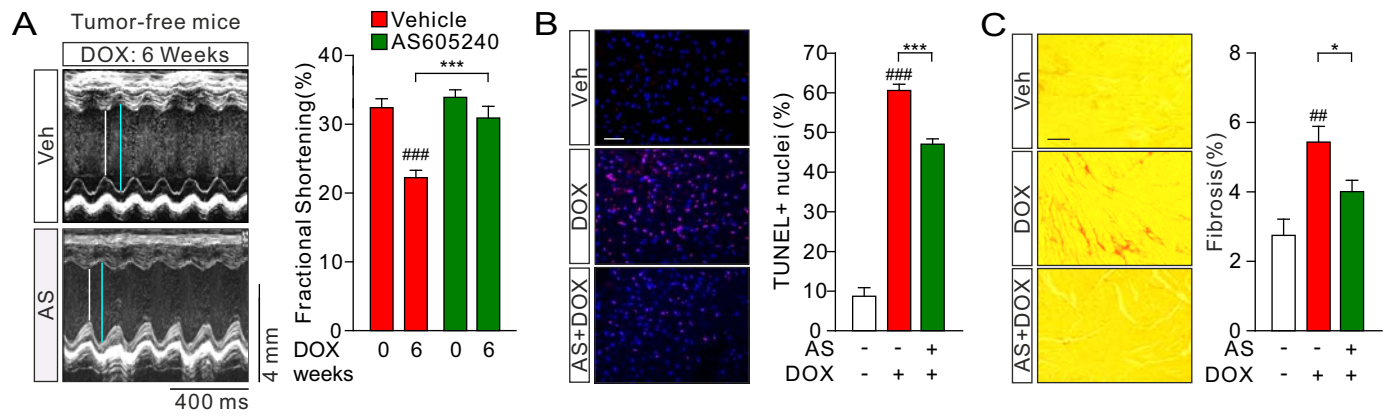 A
Tumor-free mice
DOX: 6 Weeks
Veh
AS
4 mm
400 ms
Vehicle
AS605240
Fractional Shortening(%)
40
30
20
10
0
###
***
DOX
weeks
0 6 0 6
B
Veh
DOX
AS+DOX
TUNEL+ nuclei (%)
70
60
50
40
30
20
10
0
###
***
AS - - +
DOX - + +
C
Veh
DOX
AS+DOX
Fibrosis(%)
8
6
4
2
0
##
*
AS - - +
DOX - + +